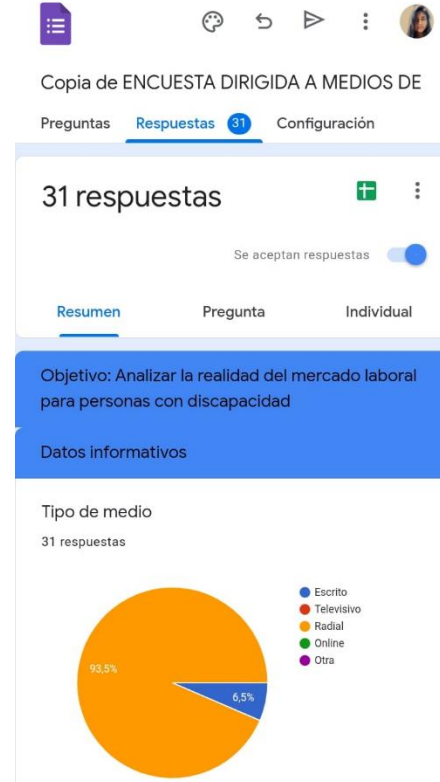 Copia de ENCUESTA DIRIGIDA A MEDIOS DE
Preguntas Respuestas 31 Configuración
31 respuestas
Se aceptan respuestas
Resumen Pregunta Individual
Objetivo: Analizar la realidad del mercado laboral
para personas con discapacidad
Datos informativos
Tipo de medio
31 respuestas
Escrito
Televisivo
Radial
Online
Otra
93,5%
6,5%